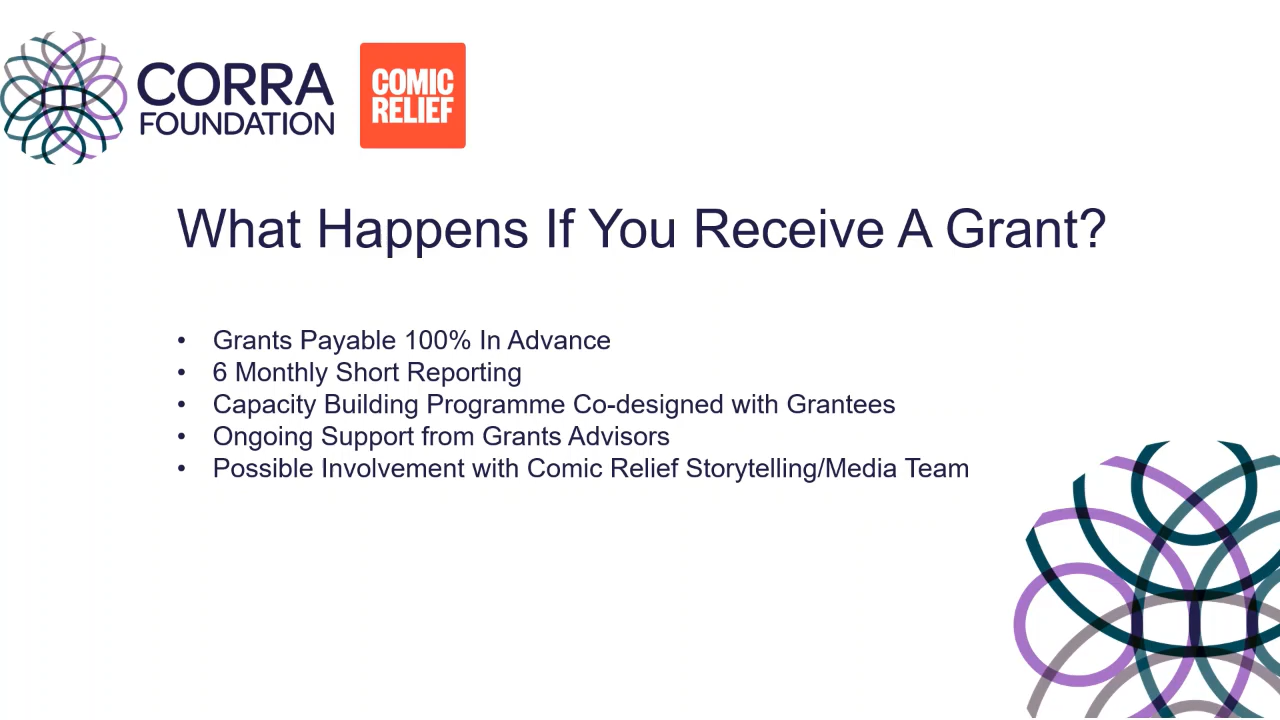 CORRA
FOUNDATION
COMIC
RELIEF
What Happens If You Receive A Grant?
• Grants Payable 100% In Advance
• 6 Monthly Short Reporting
• Capacity Building Programme Co-designed with Grantees
• Ongoing Support from Grants Advisors
• Possible Involvement with Comic Relief Storytelling/Media Team